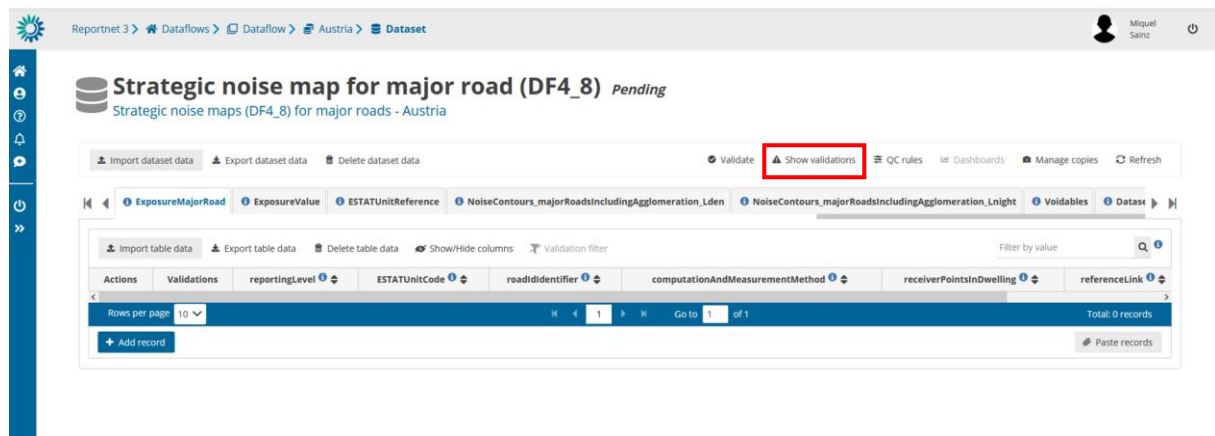 Reportnet 3 > Dataflows > Dataflow > Austria > Dataset
Miquel
Sainz
Strategic noise map for major road (DF4_8) Pending
Strategic noise maps (DF4_8) for major roads - Austria
Import dataset data Export dataset data Delete dataset data Validate Show validations QC rules Dashboards Manage copies Refresh
ExposureMajorRoad ExposureValue ESTATUnitReference NoiseContours_majorRoadsIncludingAgglomeration_Lden NoiseContours_majorRoadsIncludingAgglomeration_Lnight Voidables Datase
Import table data Export table data Delete table data Show/Hide columns Validation filter Filter by value
Actions Validations reportingLevel ESTATUnitCode roadIdIdentifier computationAndMeasurementMethod receiverPointsInDwelling referenceLink
Rows per page 10 1 Go to 1 of 1 Total: 0 records
+ Add record Paste records